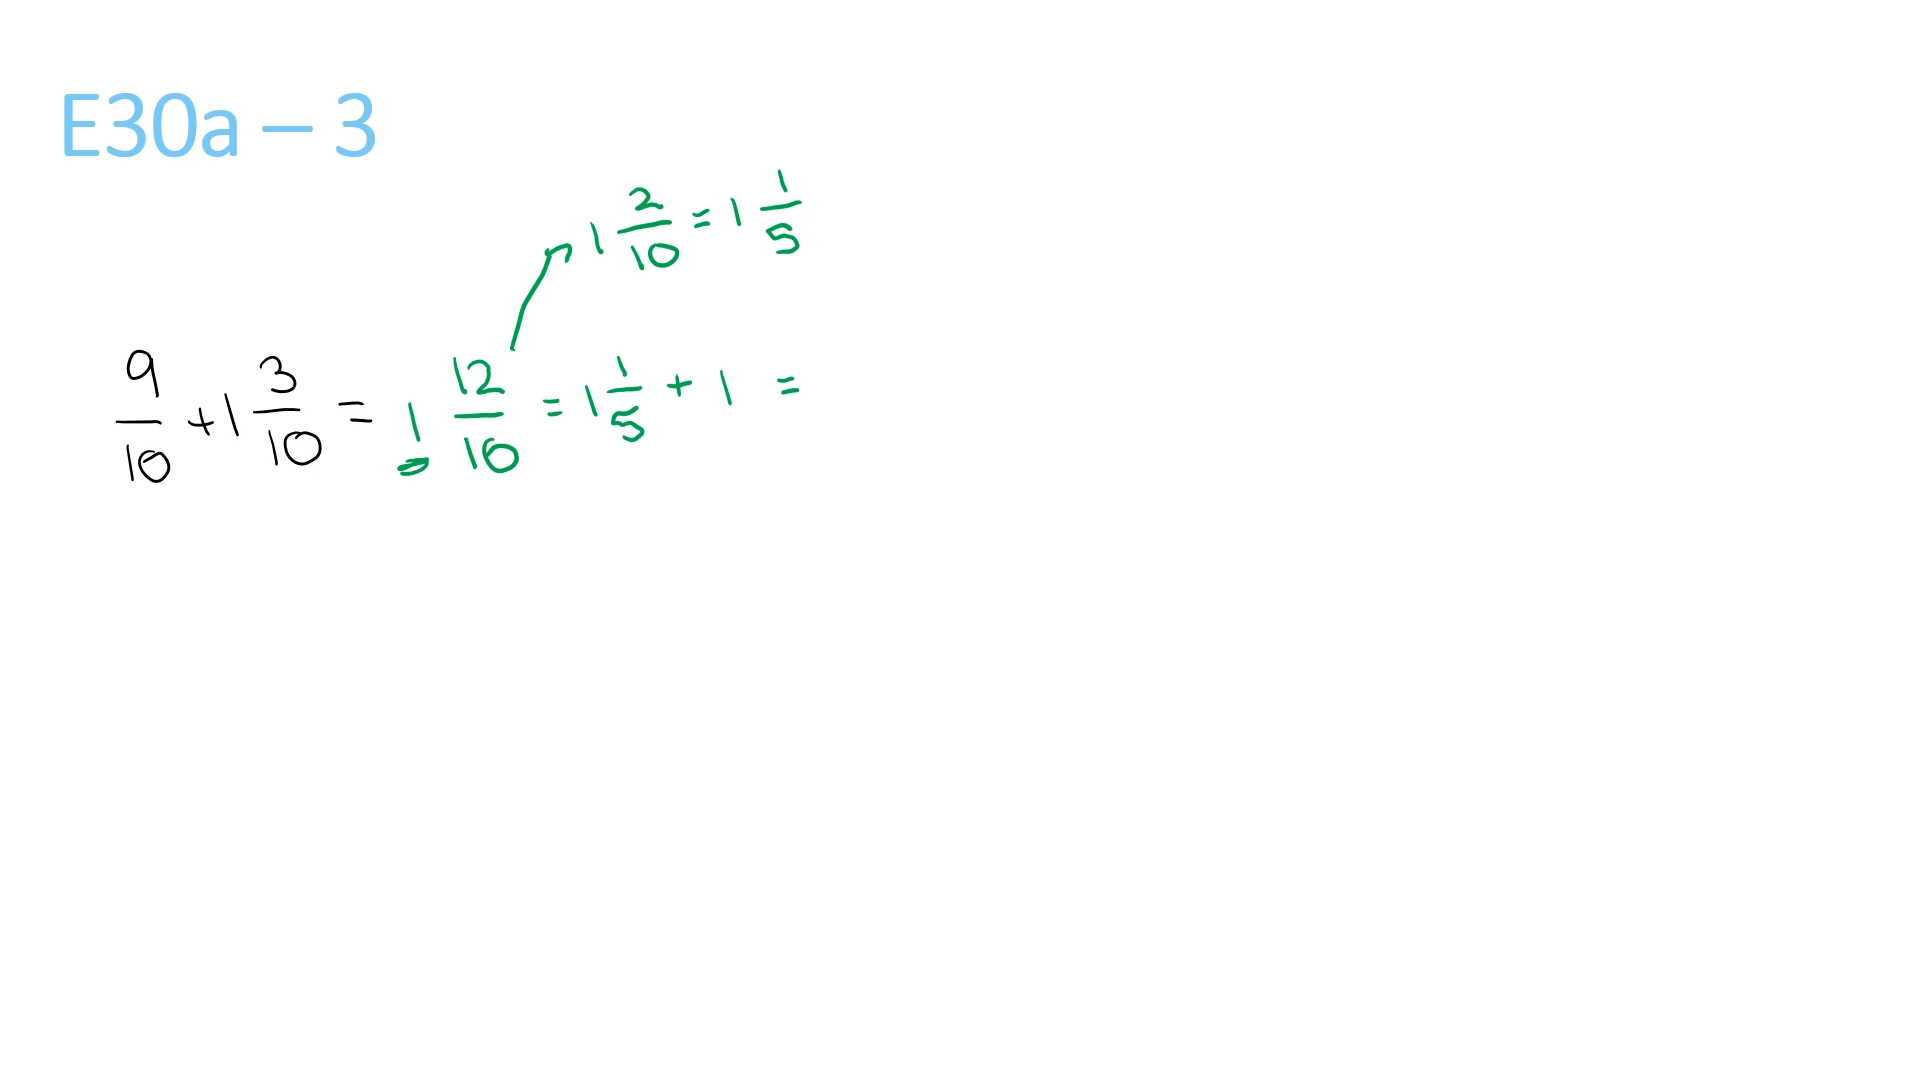 E30a – 3
1 2/10 = 1 1/5
9/10 + 1 3/10 = 1 12/10 = 1 1/5 + 1 =